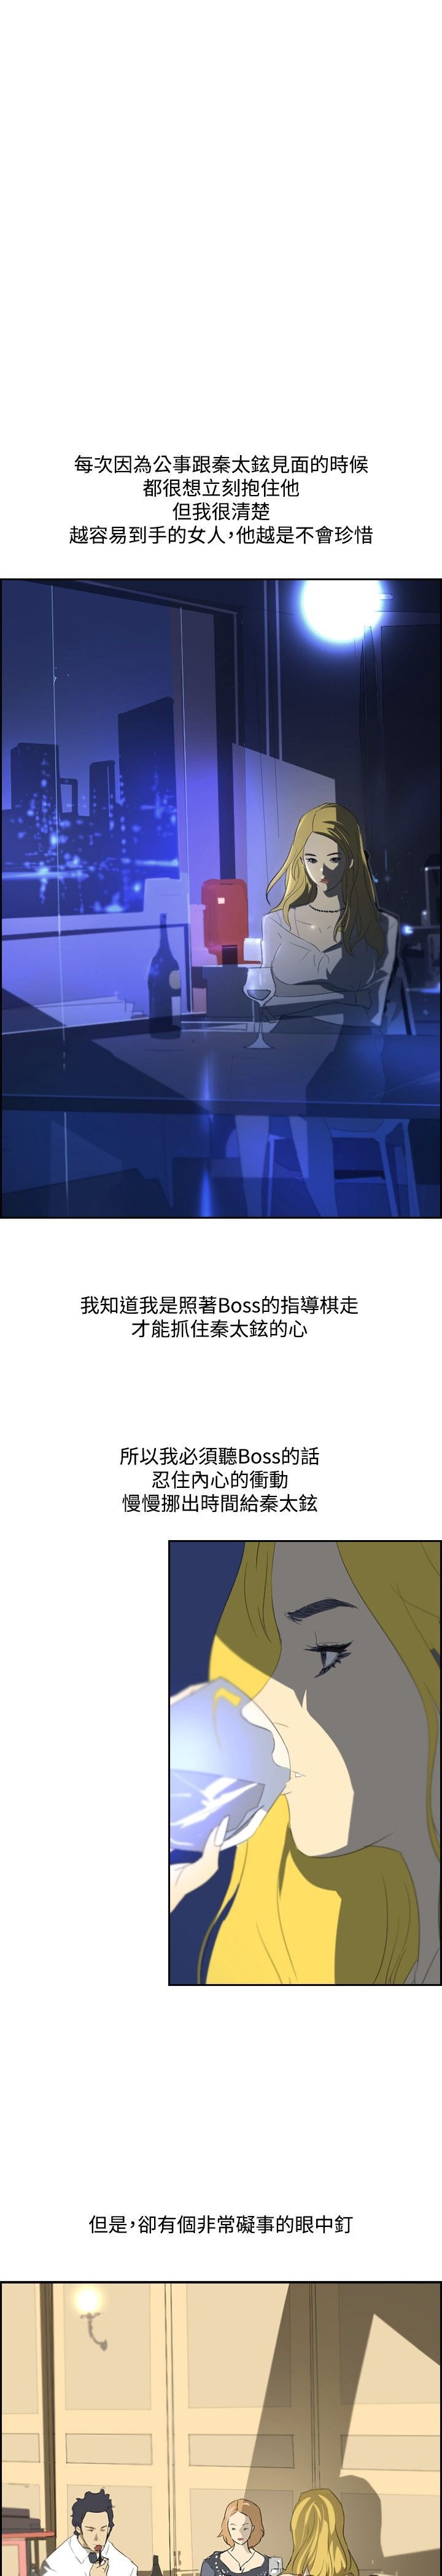 每次因為公事跟秦太鉉見面的時候
都很想立刻抱住他
但我很清楚
越容易到手的女人，他越是不會珍惜
我知道我是照著Boss的指導棋走
才能抓住秦太鉉的心
所以我必須聽Boss的話
忍住內心的衝動
慢慢挪出時間給秦太鉉
但是，卻有個非常礙事的眼中釘